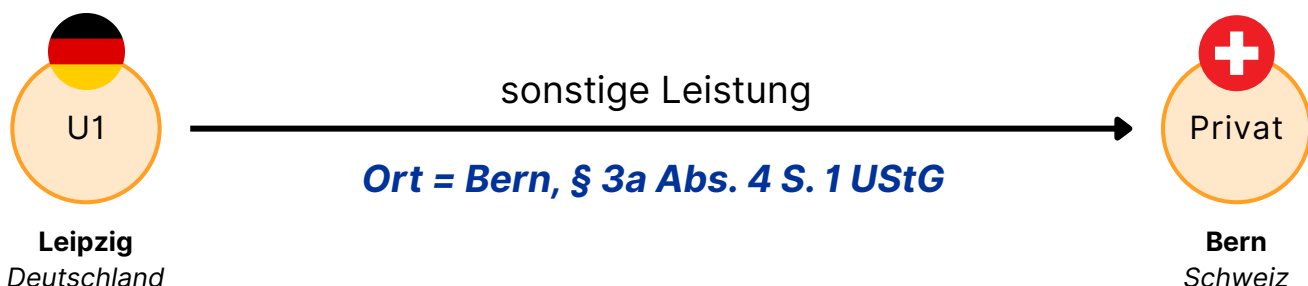 sonstige Leistung
U1
Privat
Ort = Bern, § 3a Abs. 4 S. 1 UStG
Leipzig
Deutschland
Bern
Schweiz